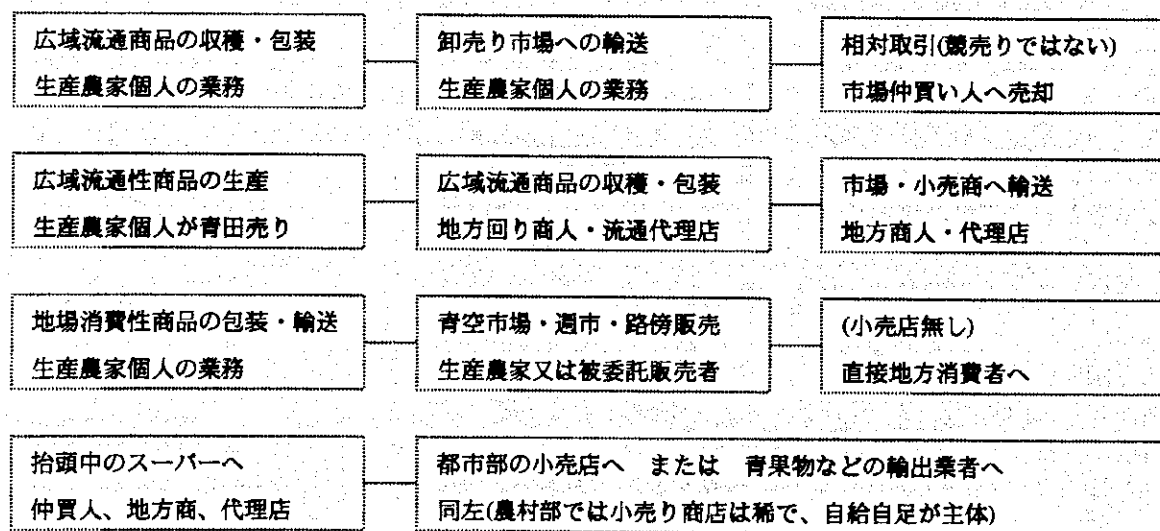 広域流通商品の収穫・包装
生産農家個人の業務
卸売り市場への輸送
生産農家個人の業務
相対取引(競売りではない)
市場仲買い人へ売却
広域流通性商品の生産
生産農家個人が青田売り
広域流通商品の収穫・包装
地方回り商人・流通代理店
市場・小売商へ輸送
地方商人・代理店
地場消費性商品の包装・輸送
生産農家個人の業務
青空市場・週市・路傍販売
生産農家又は被委託販売者
(小売店無し)
直接地方消費者へ
抬頭中のスーパーへ
仲買人、地方商、代理店
都市部の小売店へ　または　青果物などの輸出業者へ
同左(農村部では小売り商店は稀で、自給自足が主体)